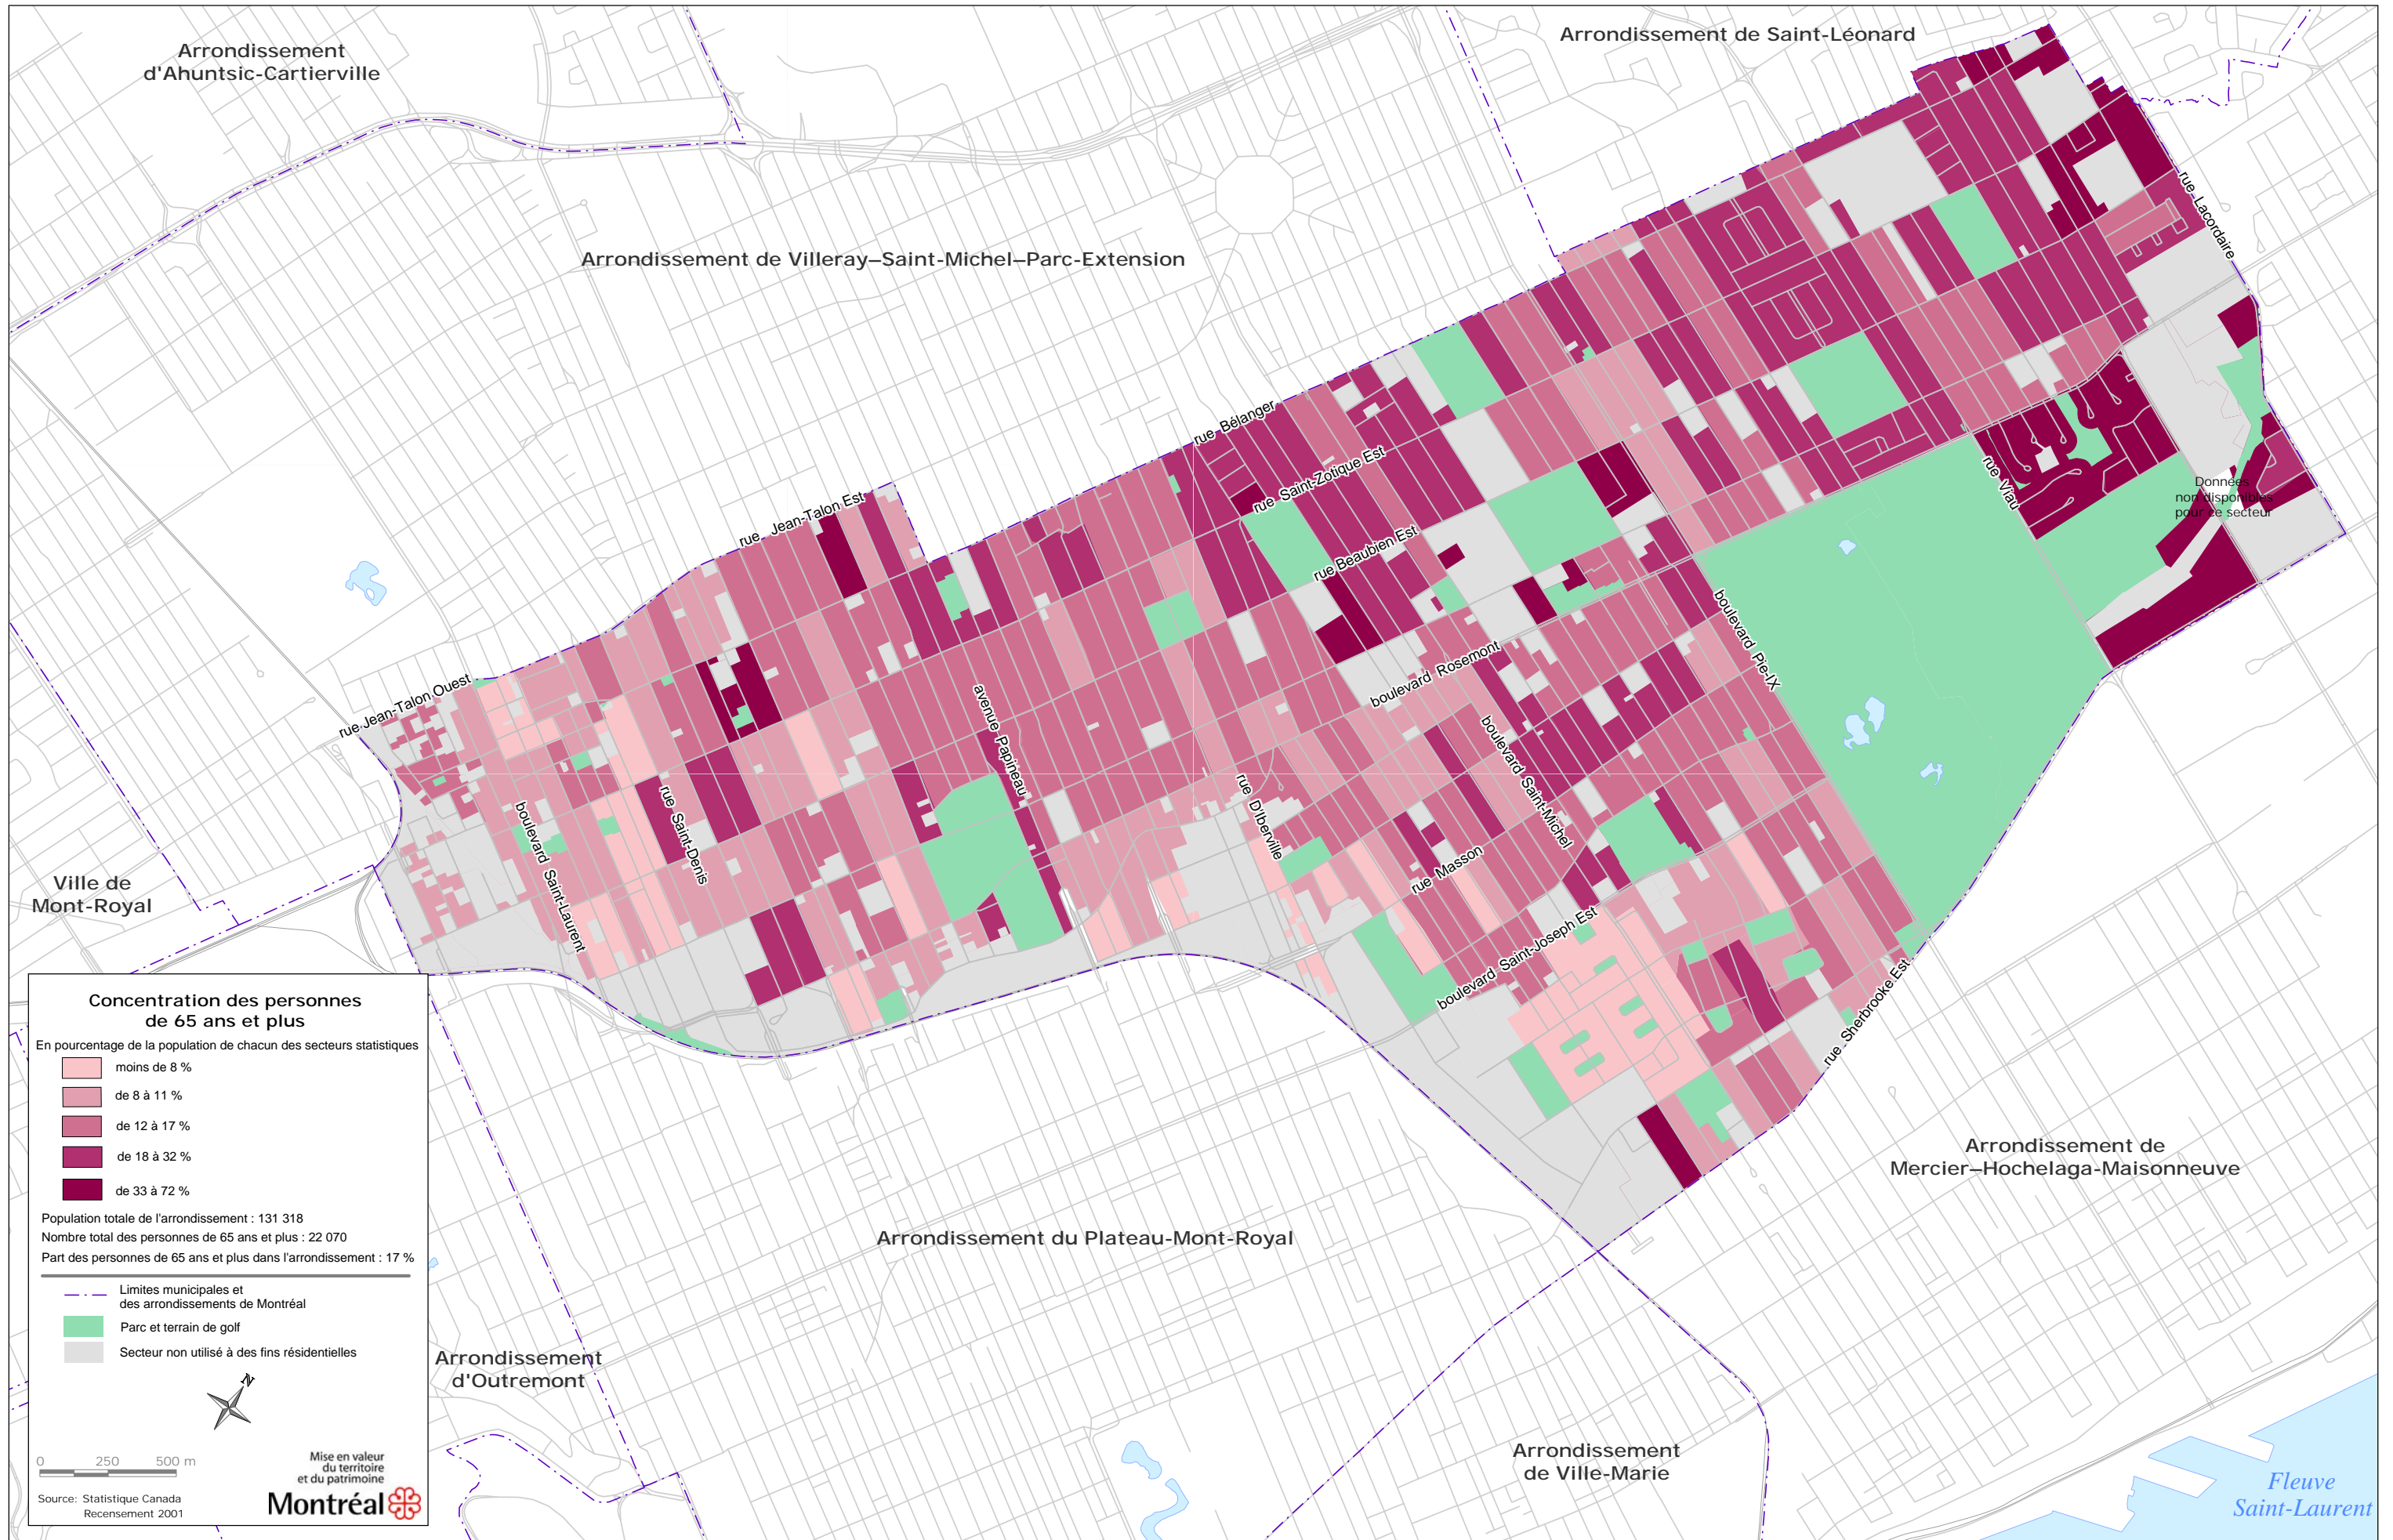 Arrondissement
d'Ahuntsic-Cartierville
Arrondissement de Saint-Léonard
Arrondissement de Villeray–Saint-Michel–Parc-Extension
rue Lacordaire
rue Bélanger
rue Saint-Zotique Est
rue Jean-Talon Est
rue Beaubien Est
rue Viau
Données
non disponibles
pour ce secteur
boulevard Pie-IX
boulevard Rosemont
rue Jean-Talon Ouest
avenue Papineau
boulevard Saint-Michel
rue D'Iberville
rue Saint-Denis
boulevard Saint-Laurent
rue Masson
boulevard Saint-Joseph Est
rue Sherbrooke Est
Ville de
Mont-Royal
Arrondissement de
Mercier–Hochelaga-Maisonneuve
Arrondissement du Plateau-Mont-Royal
Arrondissement
d'Outremont
Arrondissement
de Ville-Marie
Fleuve
Saint-Laurent
Concentration des personnes
de 65 ans et plus
En pourcentage de la population de chacun des secteurs statistiques
moins de 8 %
de 8 à 11 %
de 12 à 17 %
de 18 à 32 %
de 33 à 72 %
Population totale de l'arrondissement : 131 318
Nombre total des personnes de 65 ans et plus : 22 070
Part des personnes de 65 ans et plus dans l'arrondissement : 17 %
Limites municipales et
des arrondissements de Montréal
Parc et terrain de golf
Secteur non utilisé à des fins résidentielles
N
0 250 500 m
Mise en valeur
du territoire
et du patrimoine
Montréal
Source: Statistique Canada
Recensement 2001